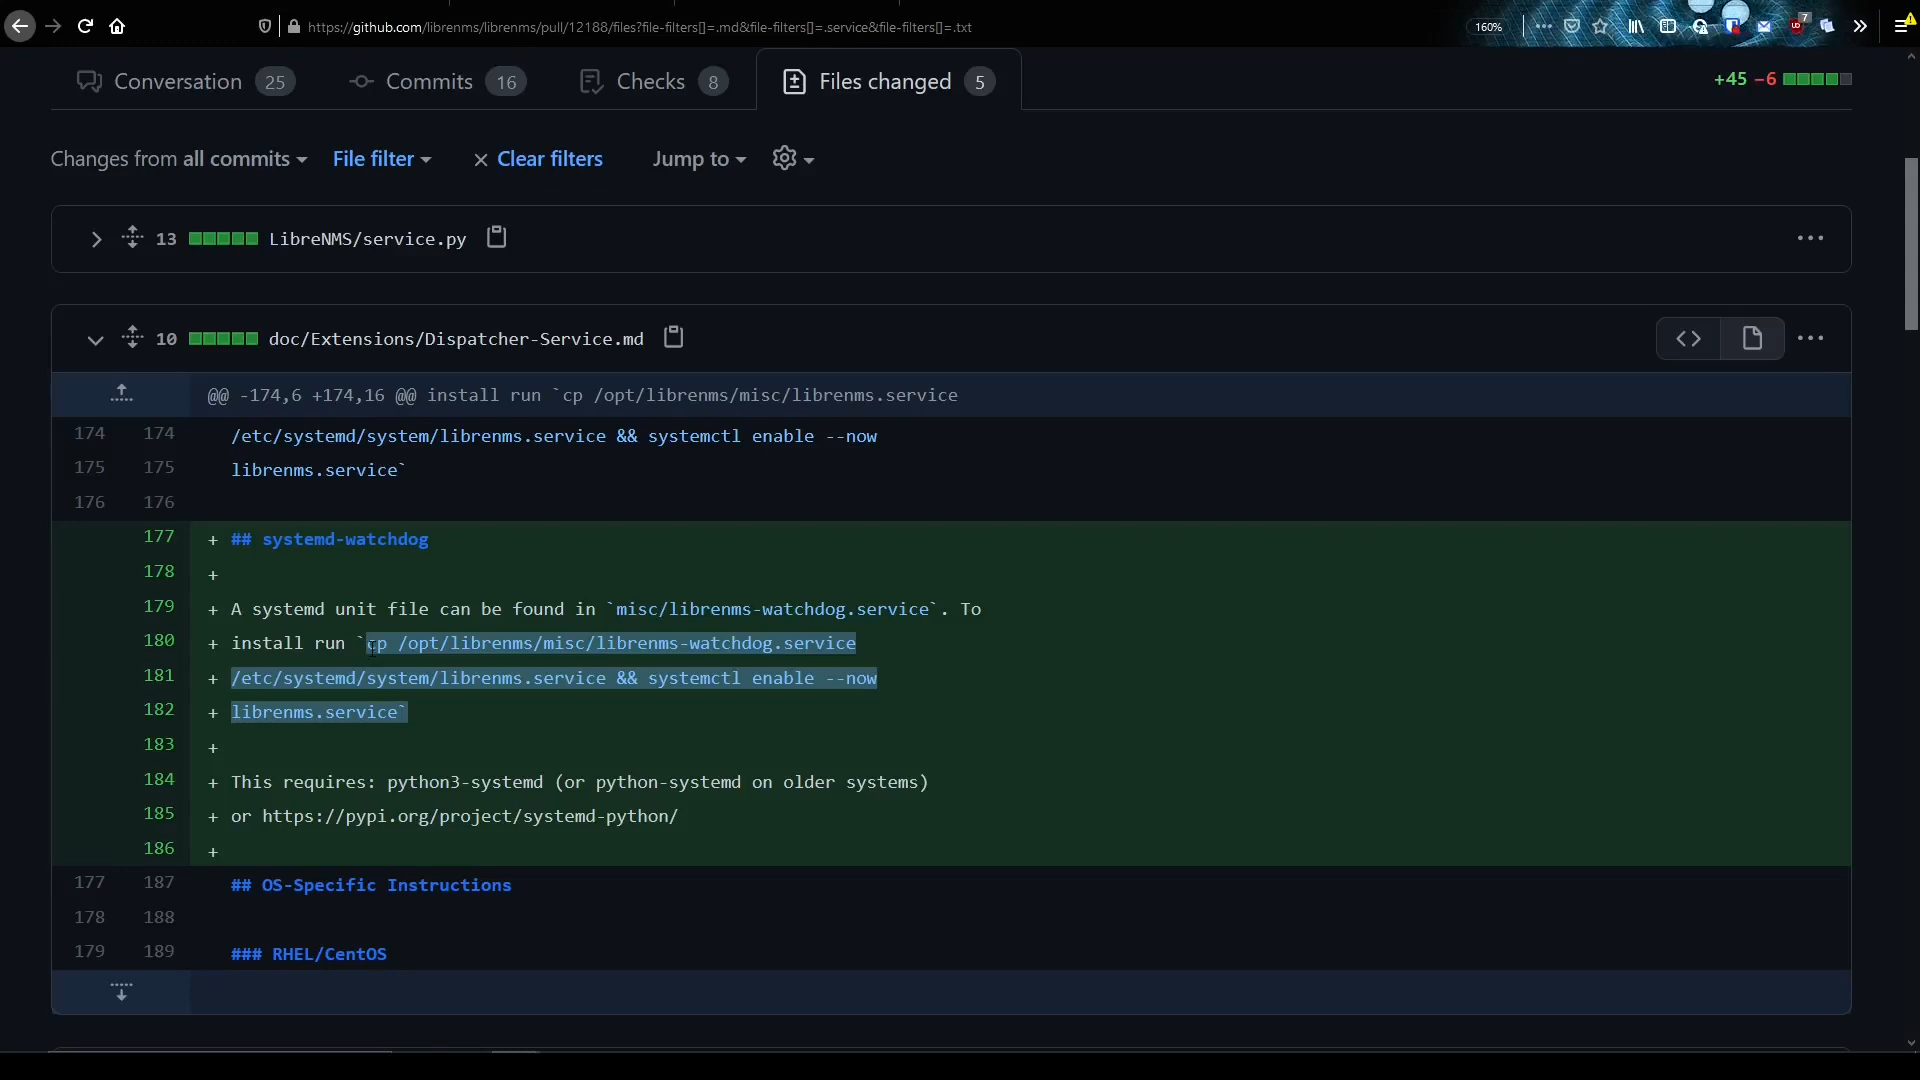 https://github.com/librenms/librenms/pull/12188/files?file-filters[]=.md&file-filters[]=.service&file-filters[]=.txt
160%
7
Conversation 25
Commits 16
Checks 8
Files changed 5
+45 −6
Changes from all commits
File filter
Clear filters
Jump to
13 LibreNMS/service.py
10 doc/Extensions/Dispatcher-Service.md
@@ -174,6 +174,16 @@ install run `cp /opt/librenms/misc/librenms.service
174 174 /etc/systemd/system/librenms.service && systemctl enable --now
175 175 librenms.service`
176 176
177 + ## systemd-watchdog
178 +
179 + A systemd unit file can be found in `misc/librenms-watchdog.service`. To
180 + install run `cp /opt/librenms/misc/librenms-watchdog.service
181 + /etc/systemd/system/librenms.service && systemctl enable --now
182 + librenms.service`
183 +
184 + This requires: python3-systemd (or python-systemd on older systems)
185 + or https://pypi.org/project/systemd-python/
186 +
177 187 ## OS-Specific Instructions
178 188
179 189 ### RHEL/CentOS